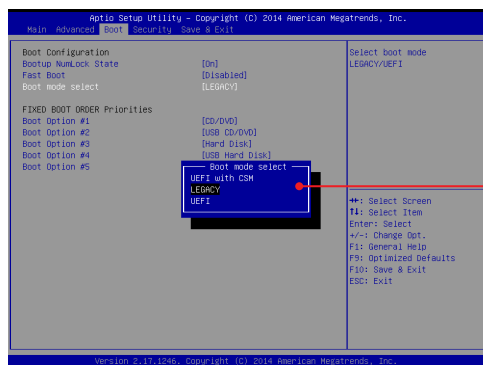 Aptio Setup Utility – Copyright (C) 2014 American Megatrends, Inc.
Main Advanced Boot Security Save & Exit
Boot Configuration
Bootup NumLock State [On]
Fast Boot [Disabled]
Boot mode select [LEGACY]
FIXED BOOT ORDER Priorities
Boot Option #1 [CD/DVD]
Boot Option #2 [USB CD/DVD]
Boot Option #3 [Hard Disk]
Boot Option #4 [USB Hard Disk]
Boot Option #5
Boot mode select
UEFI with CSM
LEGACY
UEFI
Select boot mode
LEGACY/UEFI
→←: Select Screen
↑↓: Select Item
Enter: Select
+/-: Change Opt.
F1: General Help
F9: Optimized Defaults
F10: Save & Exit
ESC: Exit
Version 2.17.1246. Copyright (C) 2014 American Megatrends, Inc.